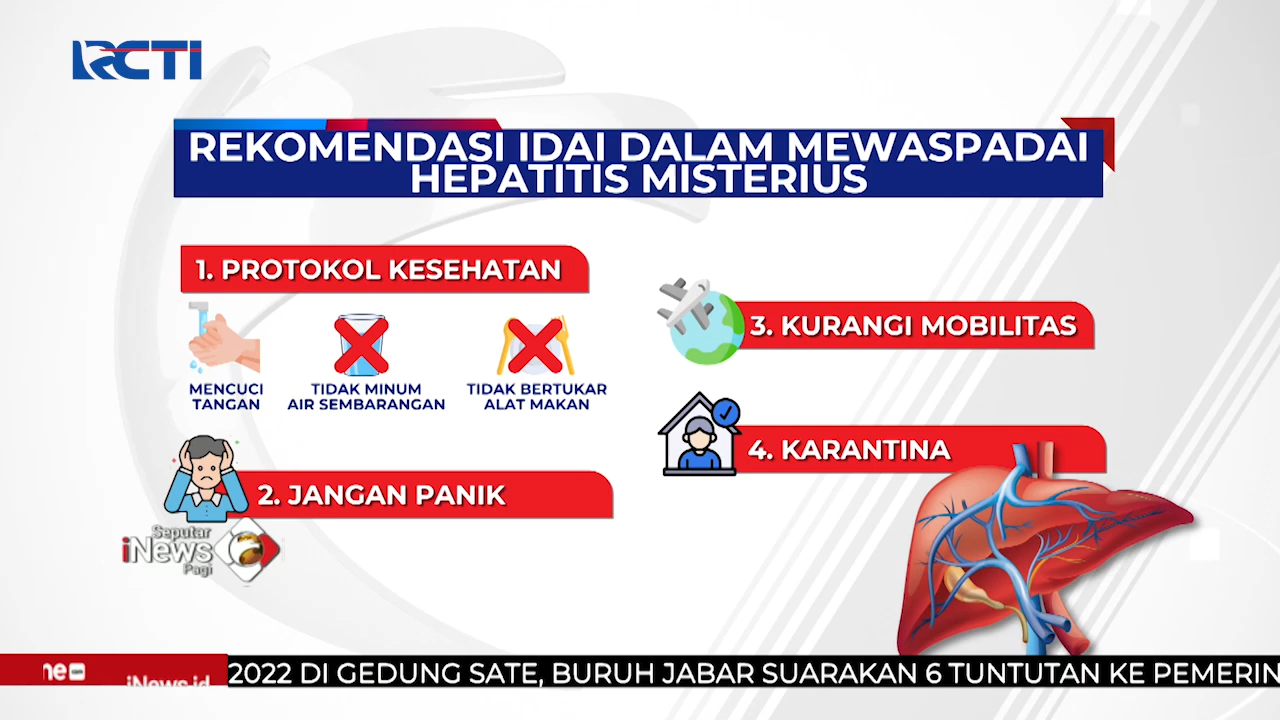 RCTI
REKOMENDASI IDAI DALAM MEWASPADAI
HEPATITIS MISTERIUS
1. PROTOKOL KESEHATAN
MENCUCI
TANGAN
TIDAK MINUM
AIR SEMBARANGAN
TIDAK BERTUKAR
ALAT MAKAN
2. JANGAN PANIK
3. KURANGI MOBILITAS
4. KARANTINA
Seputar
iNews
Pagi
iNews.id
2022 DI GEDUNG SATE, BURUH JABAR SUARAKAN 6 TUNTUTAN KE PEMERIN